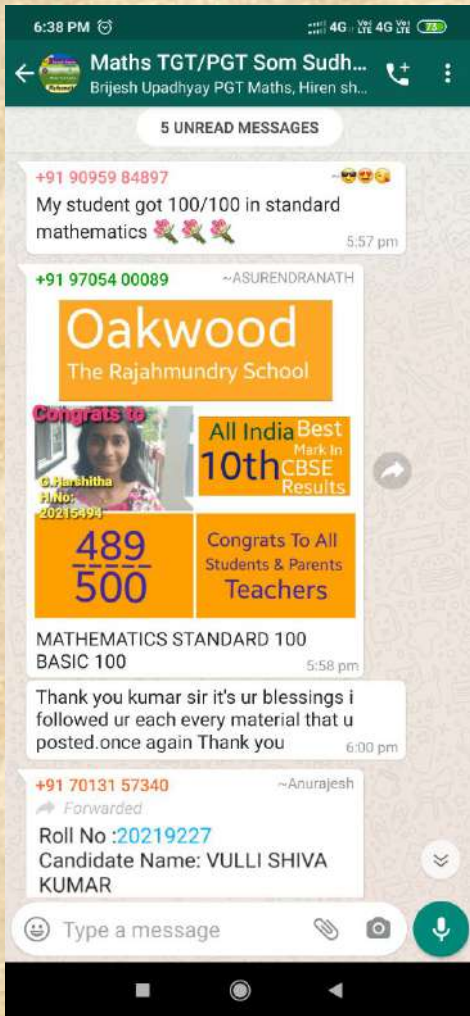 6:38 PM
4G VoLTE 4G VoLTE 73
Maths TGT/PGT Som Sudh...
Brijesh Upadhyay PGT Maths, Hiren sh...
5 UNREAD MESSAGES
+91 90959 84897 ~😎😍😘
My student got 100/100 in standard
mathematics 🌹🌹🌹
5:57 pm
+91 97054 00089 ~ASURENDRANATH
Oakwood
The Rajahmundry School
Congrats to
G.Harshitha
H.No:
20215494
All India Best
Mark In
10th CBSE
Results
489
500
Congrats To All
Students & Parents
Teachers
MATHEMATICS STANDARD 100
BASIC 100
5:58 pm
Thank you kumar sir it's ur blessings i
followed ur each every material that u
posted.once again Thank you
6:00 pm
+91 70131 57340 ~Anurajesh
Forwarded
Roll No :20219227
Candidate Name: VULLI SHIVA
KUMAR
Type a message